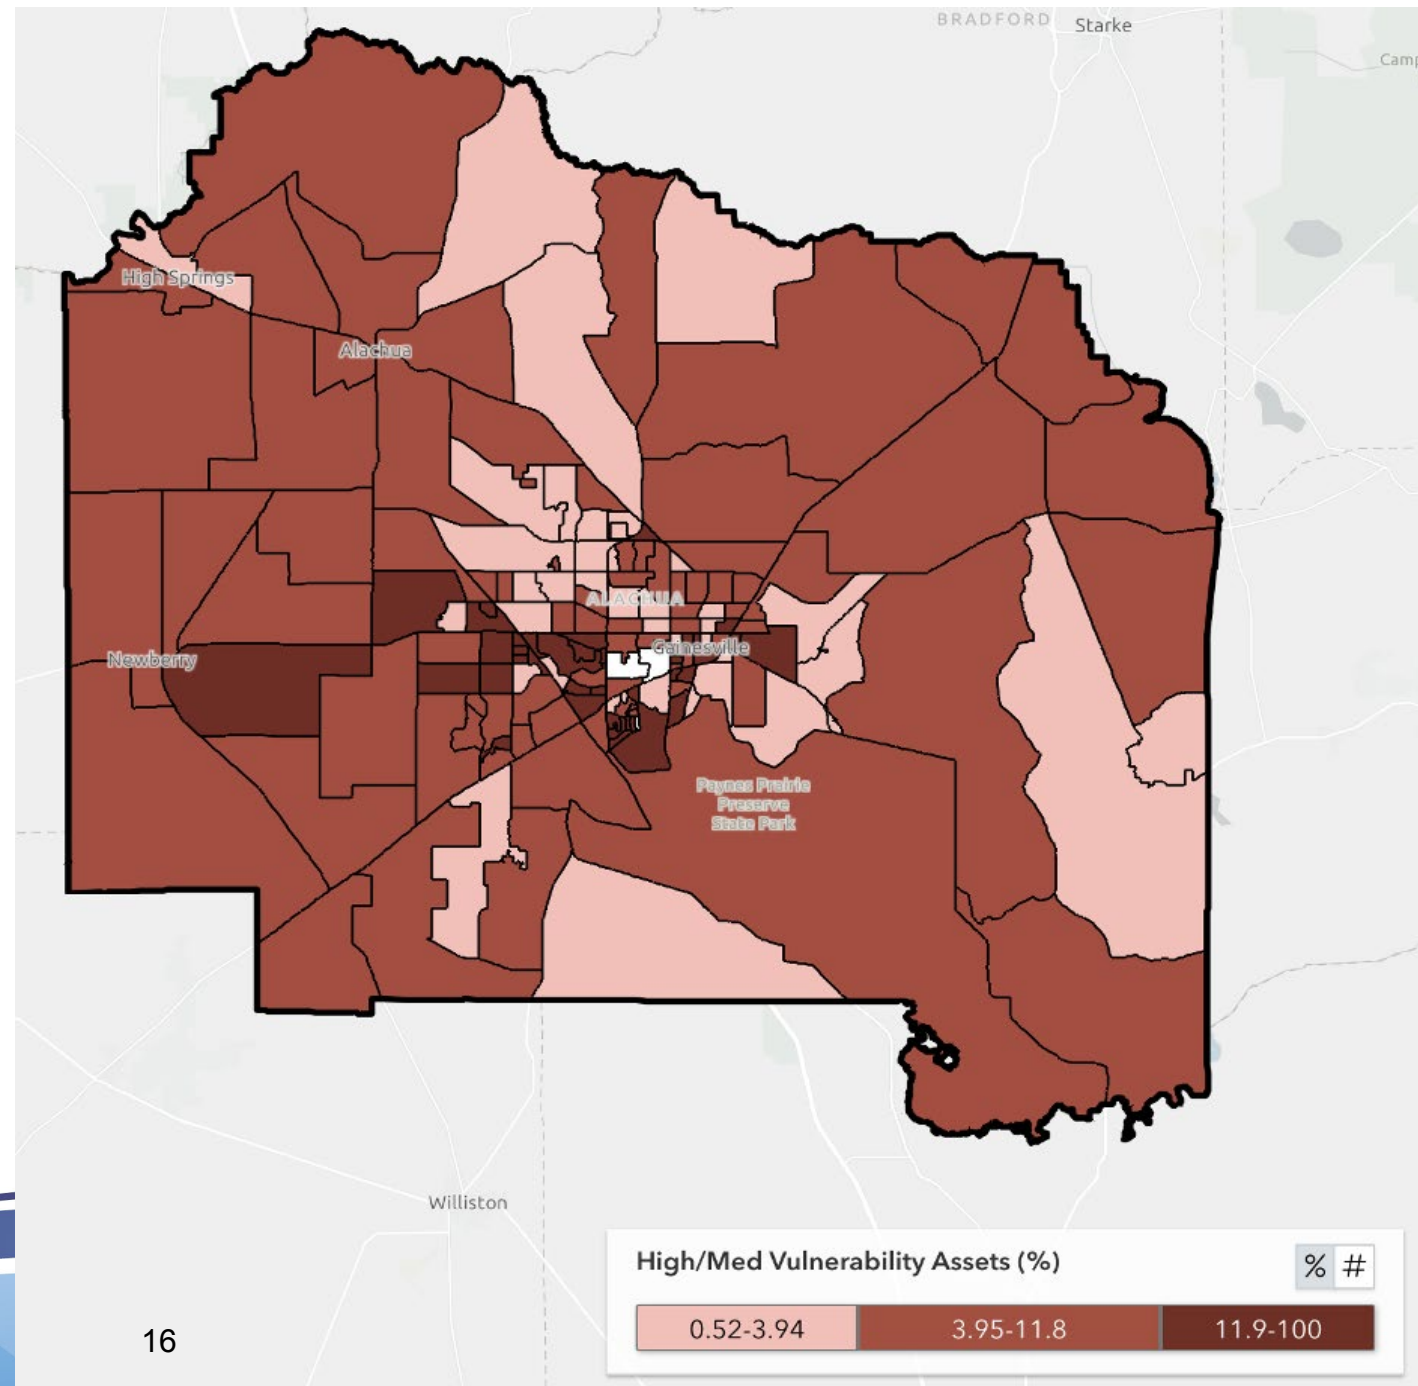 BRADFORD
Starke
Camp
High Springs
Alachua
ALACHUA
Gainesville
Newberry
Paynes Prairie
Preserve
State Park
Williston
High/Med Vulnerability Assets (%)
% #
0.52-3.94 3.95-11.8 11.9-100
16